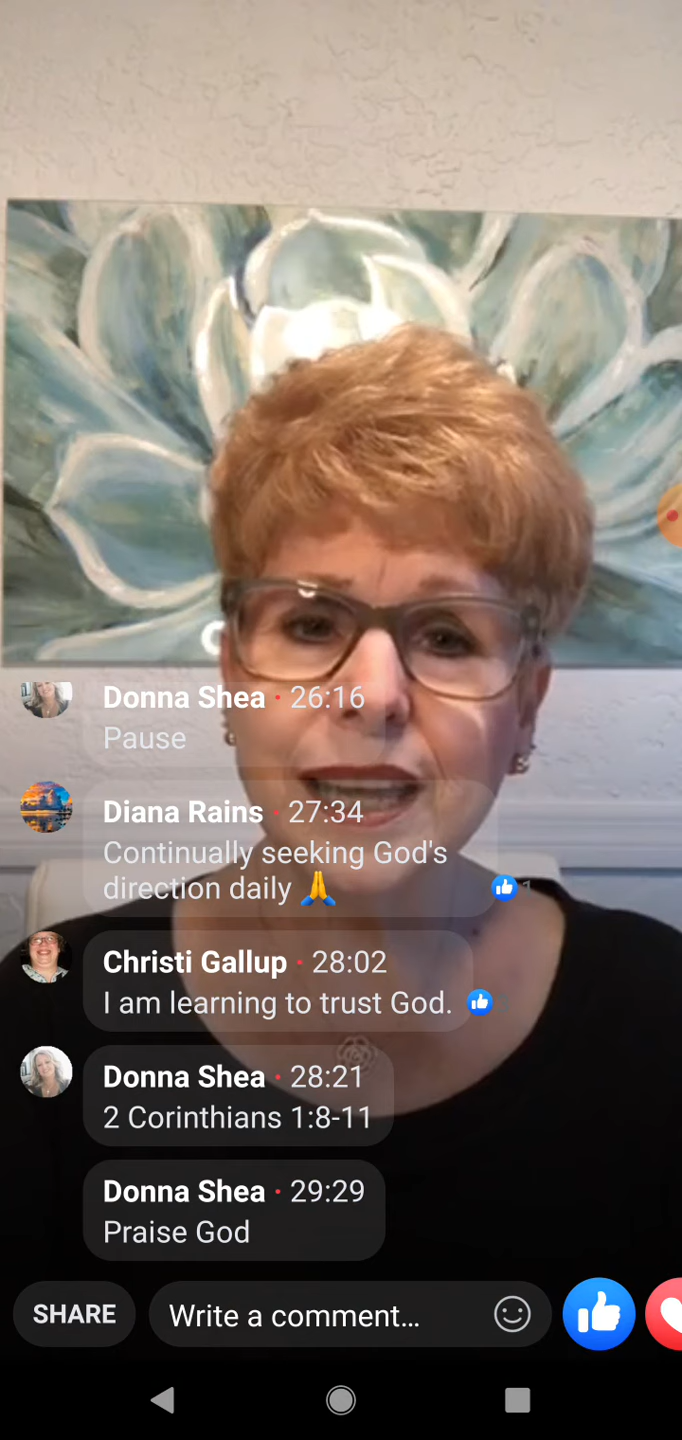 Donna Shea · 26:16
Pause
Diana Rains · 27:34
Continually seeking God's
direction daily 🙏
1
Christi Gallup · 28:02
I am learning to trust God.
Donna Shea · 28:21
2 Corinthians 1:8-11
Donna Shea · 29:29
Praise God
SHARE
Write a comment...